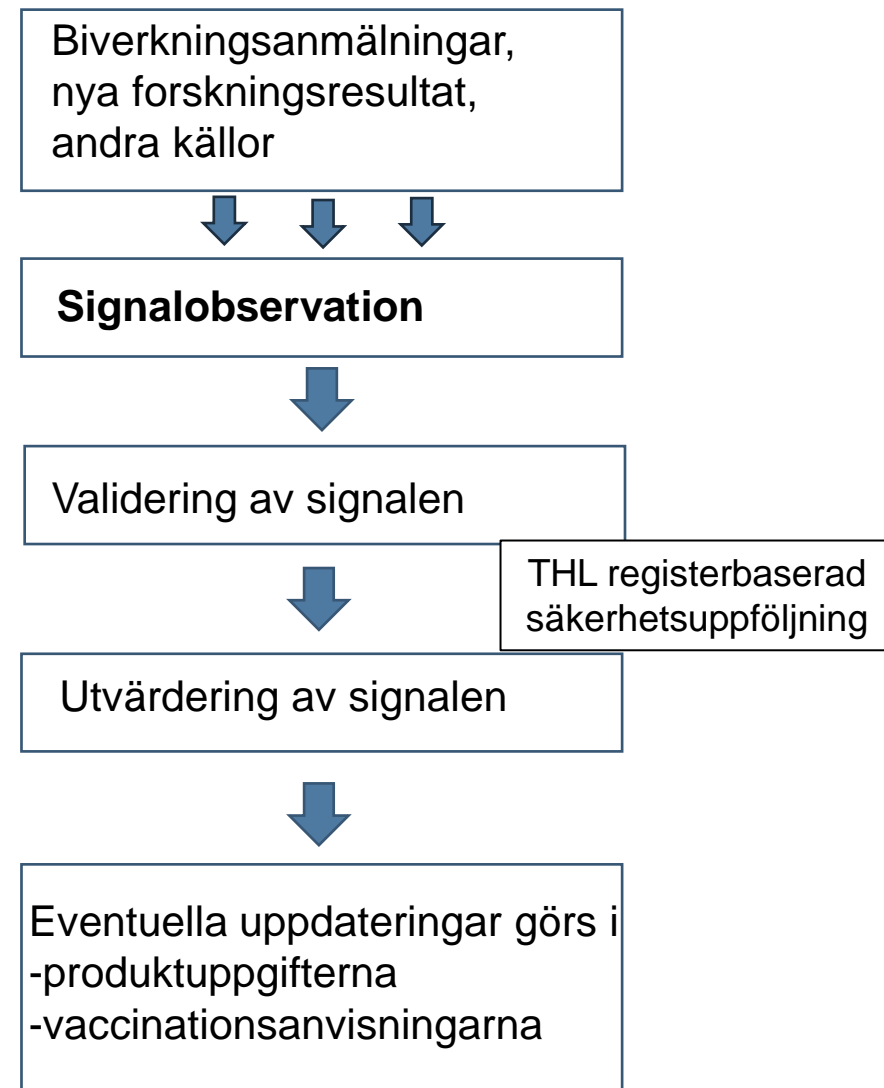 Biverkningsanmälningar,
nya forskningsresultat,
andra källor
Signalobservation
Validering av signalen
THL registerbaserad
säkerhetsuppföljning
Utvärdering av signalen
Eventuella uppdateringar görs i
-produktuppgifterna
-vaccinationsanvisningarna